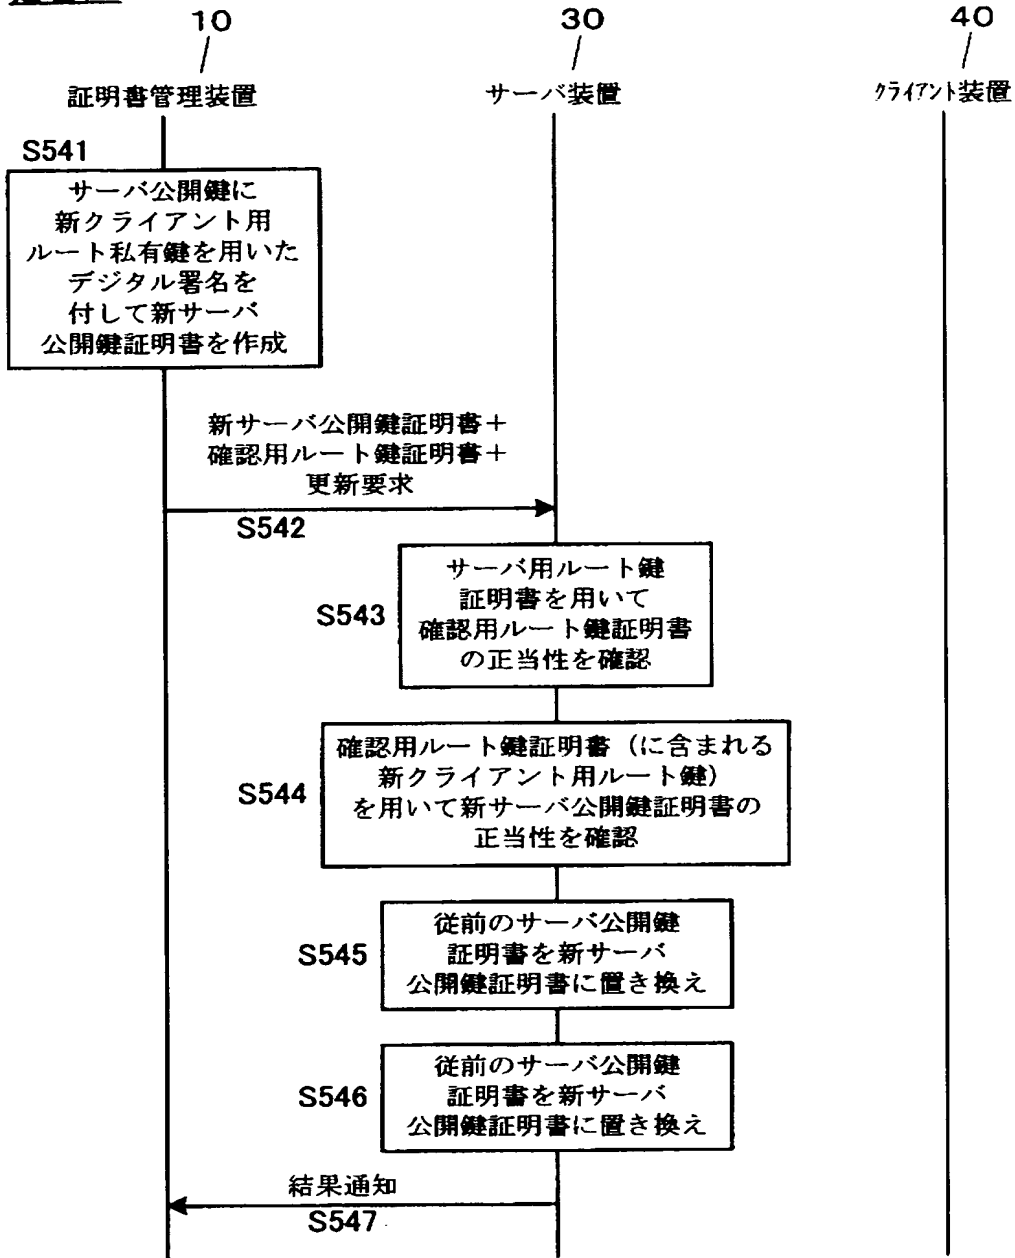 10
30
40
証明書管理装置
サーバ装置
クライアント装置
S541
サーバ公開鍵に
新クライアント用
ルート私有鍵を用いた
デジタル署名を
付して新サーバ
公開鍵証明書を作成
新サーバ公開鍵証明書+
確認用ルート鍵証明書+
更新要求
S542
サーバ用ルート鍵
証明書を用いて
確認用ルート鍵証明書
の正当性を確認
S543
確認用ルート鍵証明書(に含まれる
新クライアント用ルート鍵)
を用いて新サーバ公開鍵証明書の
正当性を確認
S544
従前のサーバ公開鍵
証明書を新サーバ
公開鍵証明書に置き換え
S545
従前のサーバ公開鍵
証明書を新サーバ
公開鍵証明書に置き換え
S546
結果通知
S547